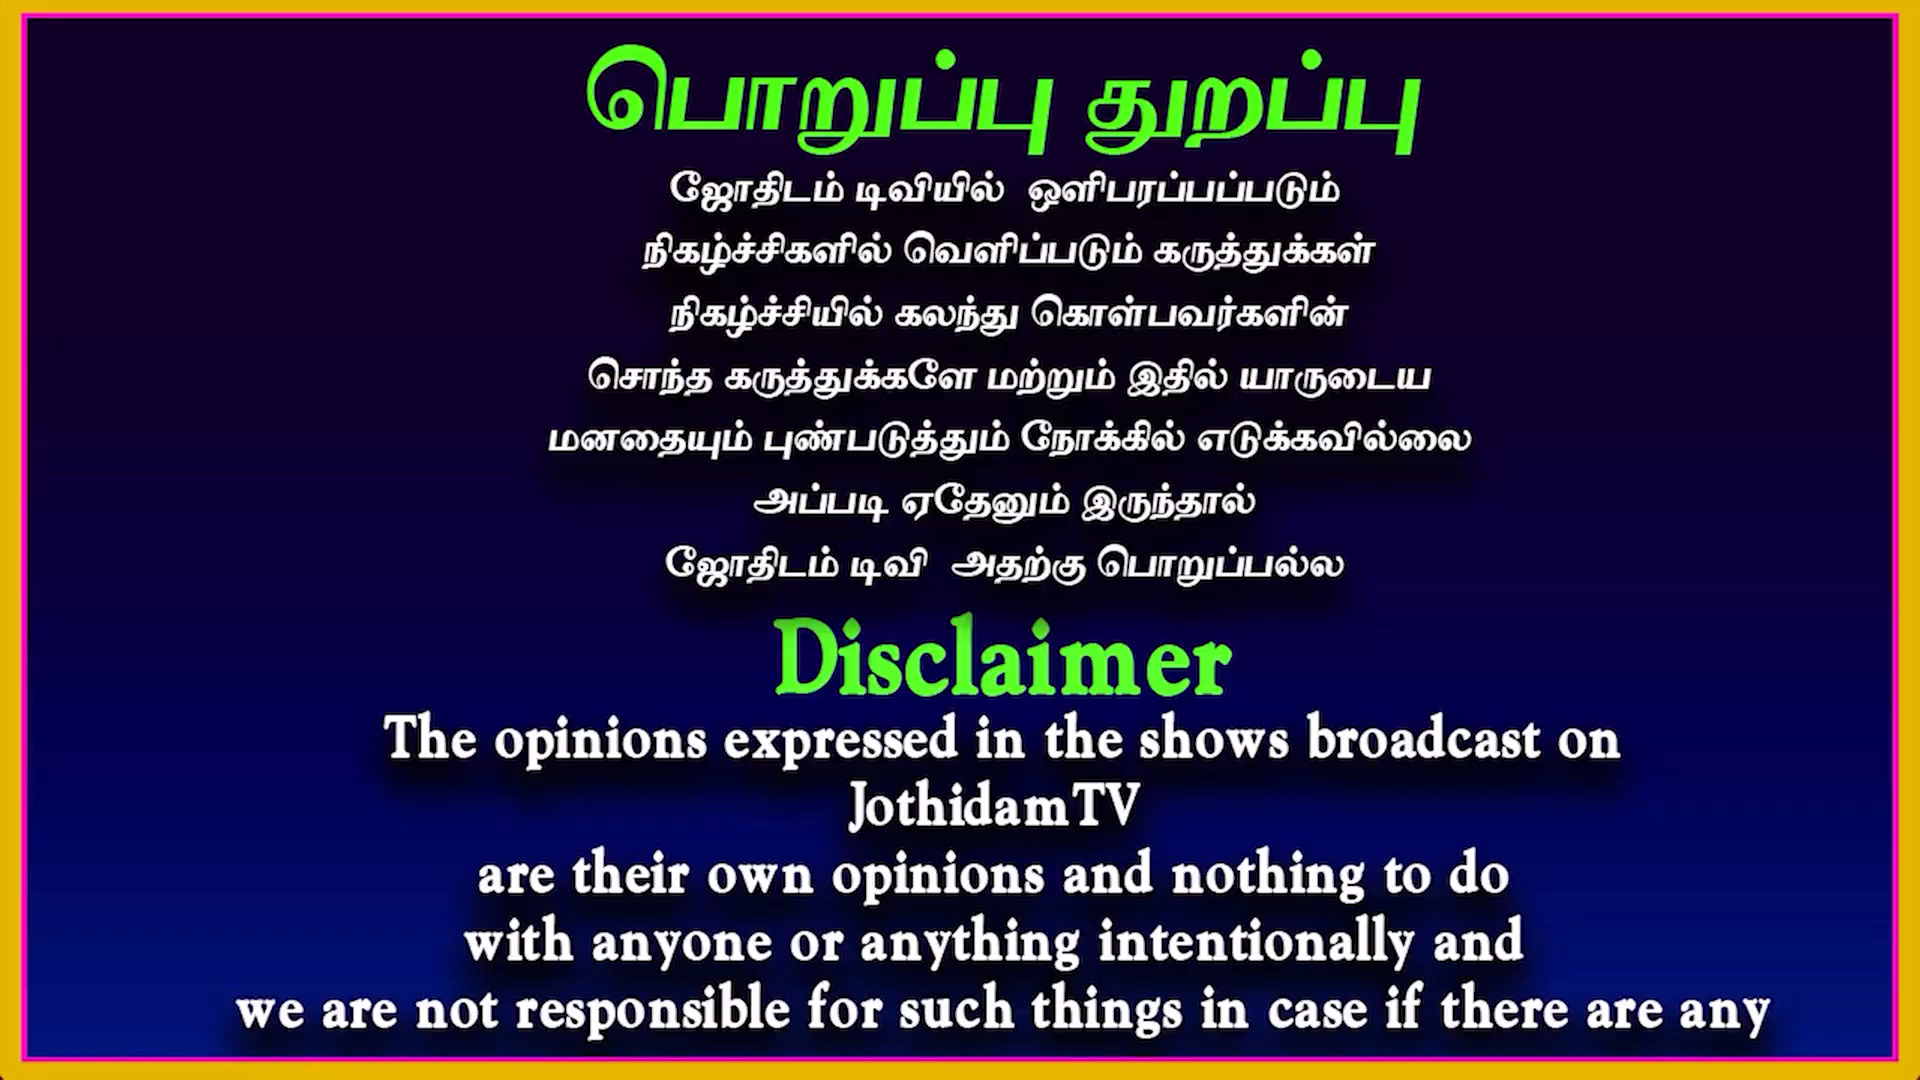 பொறுப்பு துறப்பு
ஜோதிடம் டிவியில் ஒளிபரப்பப்படும்
நிகழ்ச்சிகளில் வெளிப்படும் கருத்துக்கள்
நிகழ்ச்சியில் கலந்து கொள்பவர்களின்
சொந்த கருத்துக்களே மற்றும் இதில் யாருடைய
மனதையும் புண்படுத்தும் நோக்கில் எடுக்கவில்லை
அப்படி ஏதேனும் இருந்தால்
ஜோதிடம் டிவி அதற்கு பொறுப்பல்ல
Disclaimer
The opinions expressed in the shows broadcast on
JothidamTV
are their own opinions and nothing to do
with anyone or anything intentionally and
we are not responsible for such things in case if there are any